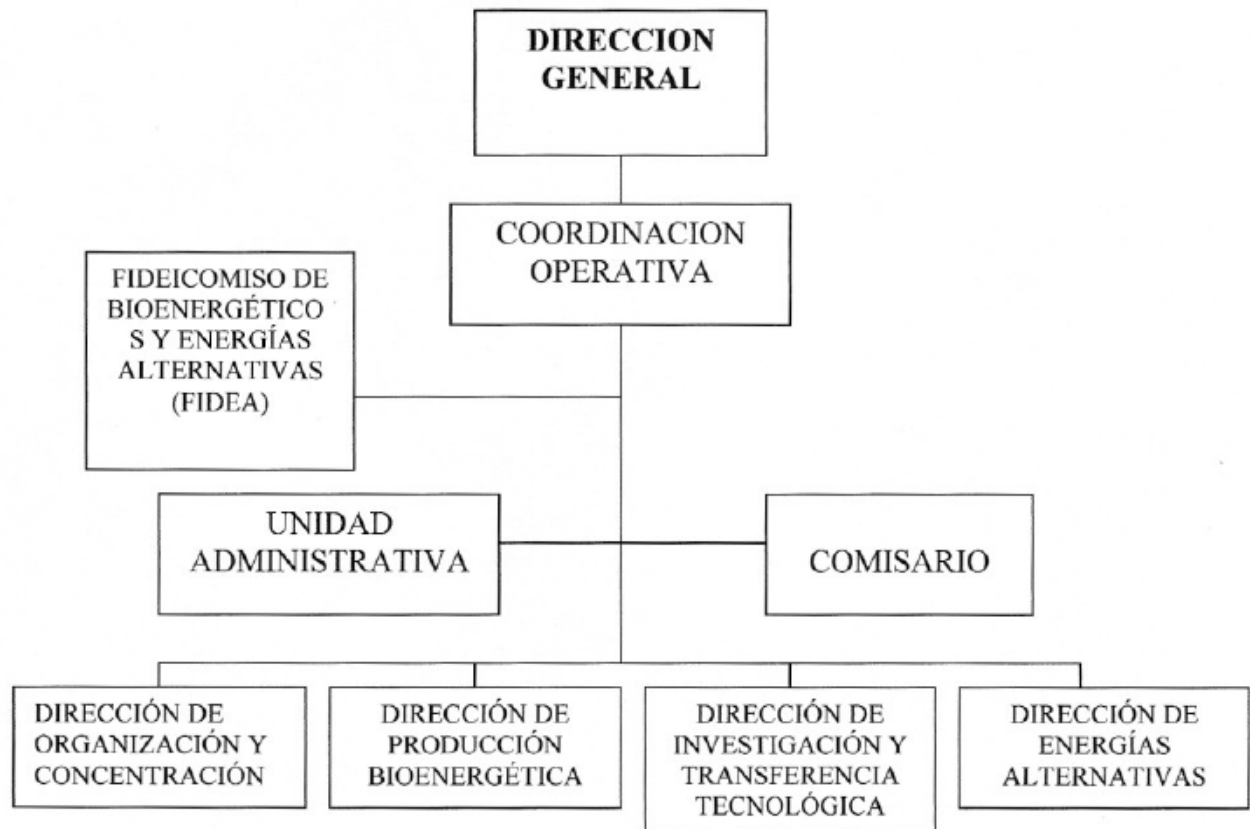 DIRECCION
GENERAL
COORDINACION
OPERATIVA
FIDEICOMISO DE
BIOENERGÉTICO
S Y ENERGÍAS
ALTERNATIVAS
(FIDEA)
UNIDAD
ADMINISTRATIVA
COMISARIO
DIRECCIÓN DE
ORGANIZACIÓN Y
CONCENTRACIÓN
DIRECCIÓN DE
PRODUCCIÓN
BIOENERGÉTICA
DIRECCIÓN DE
INVESTIGACIÓN Y
TRANSFERENCIA
TECNOLÓGICA
DIRECCIÓN DE
ENERGÍAS
ALTERNATIVAS